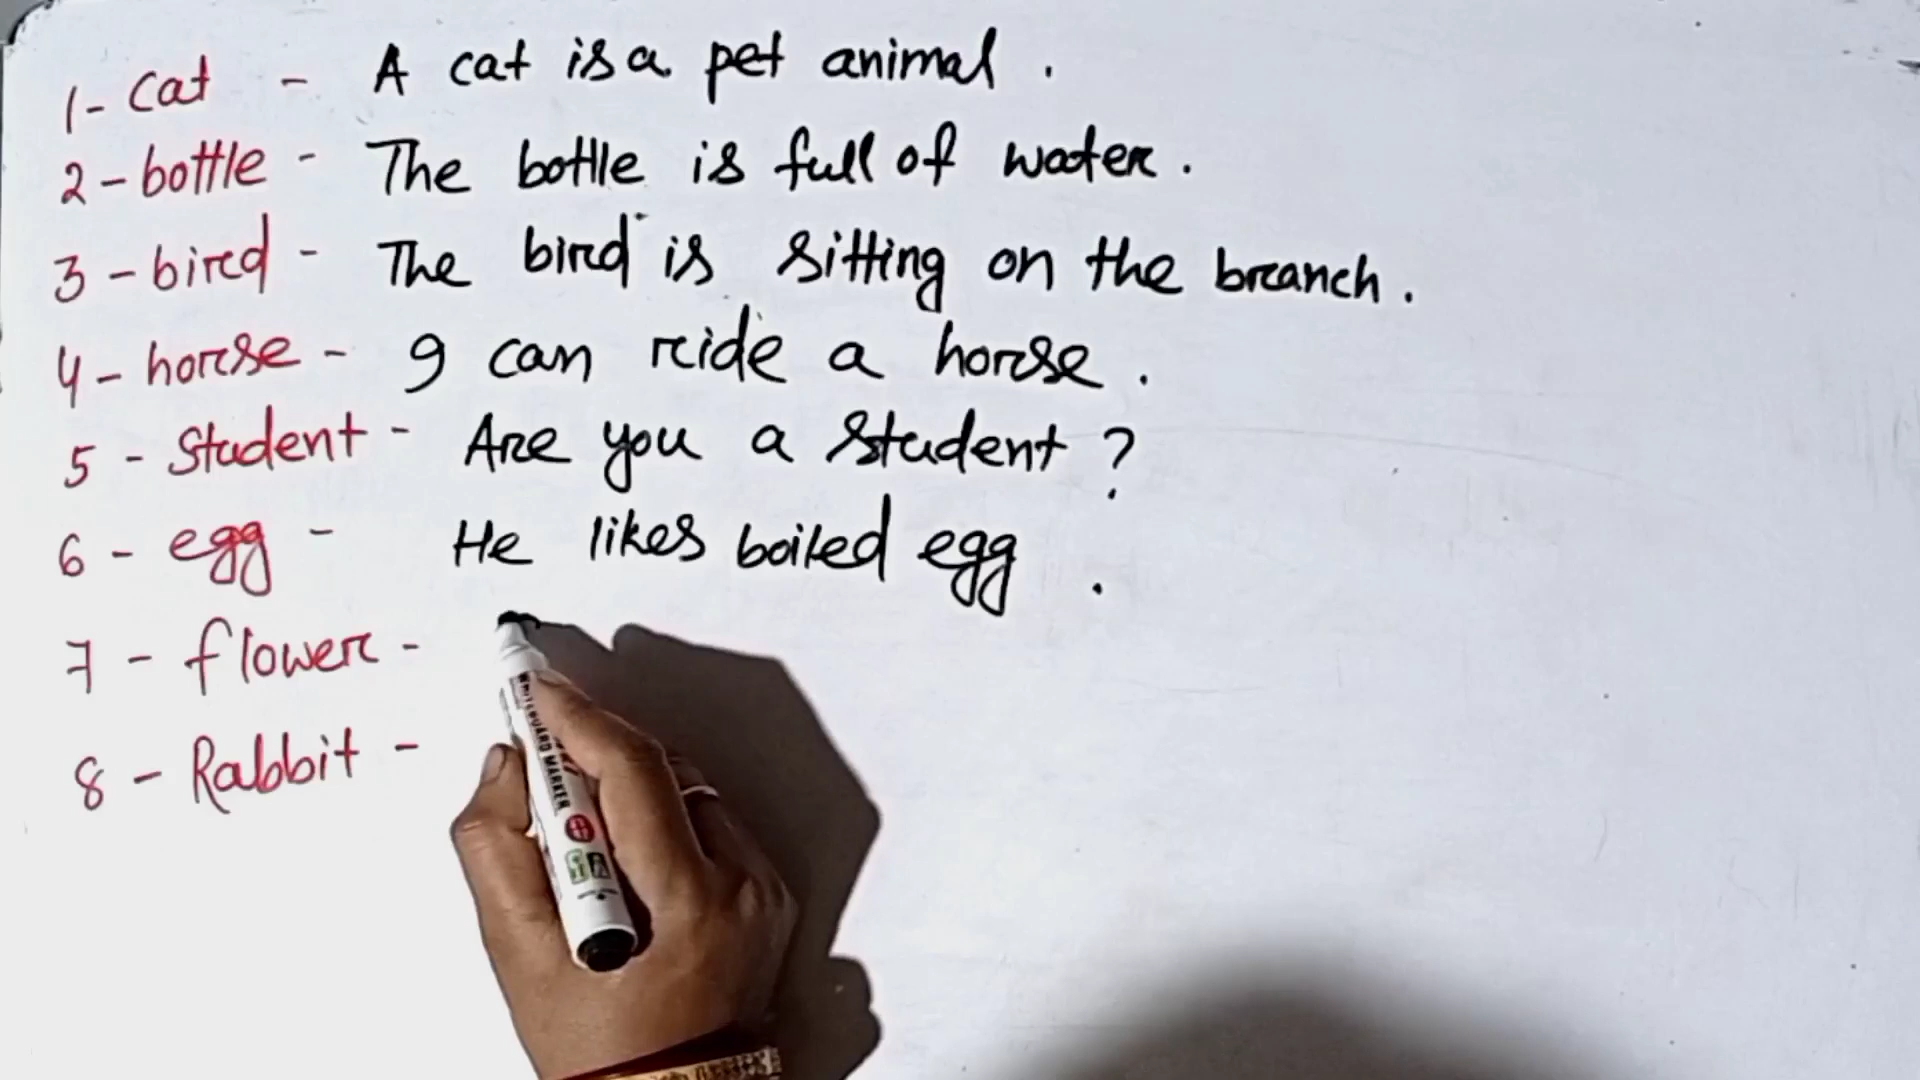 1- Cat - A cat is a pet animal.
2 - bottle - The bottle is full of water.
3 - bird - The bird is sitting on the branch.
4 - horse - I can ride a horse.
5 - Student - Are you a student?
6 - egg - He likes boiled egg.
7 - flower -
8 - Rabbit -
WHITEBOARD MARKER